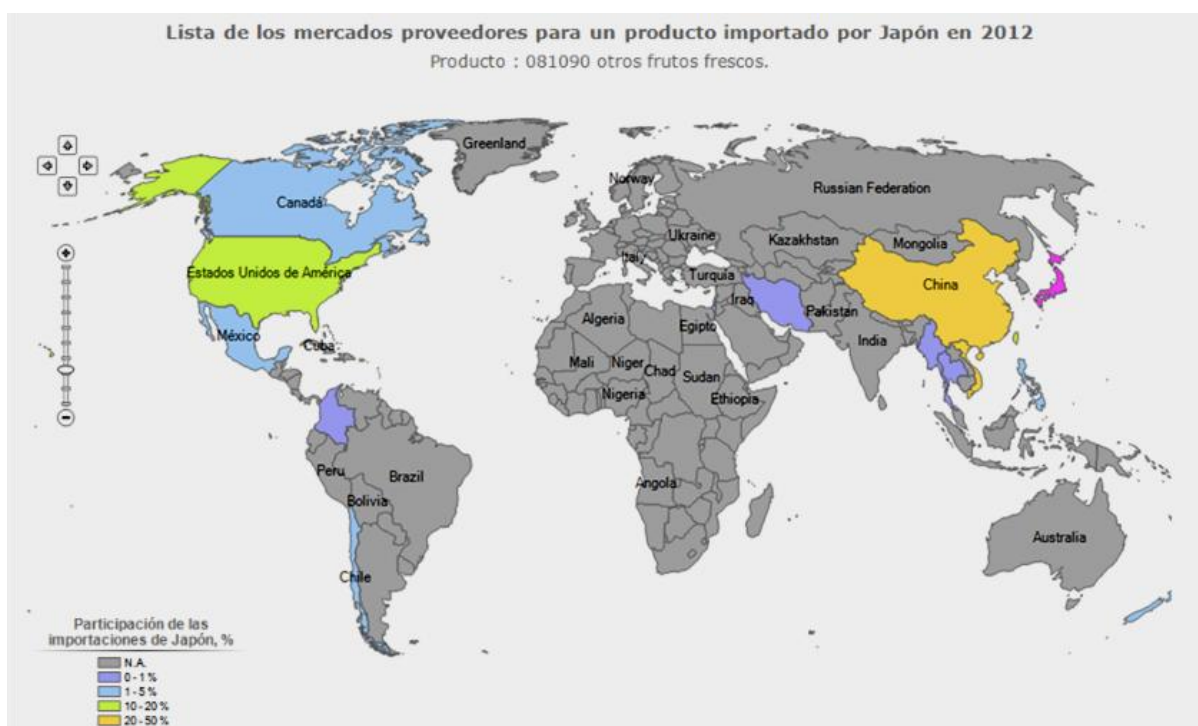 Lista de los mercados proveedores para un producto importado por Japón en 2012
Producto : 081090 otros frutos frescos.
Greenland
Norway
Russian Federation
Canadá
Ukraine
Kazakhstan
Mongolia
Italy
Turquía
Estados Unidos de América
China
Iraq
Pakistan
Algeria
Egipto
México
India
Cuba
Mali
Niger
Chad
Sudan
Nigeria
Ethiopia
Peru
Brazil
Angola
Bolivia
Australia
Chile
Participación de las
importaciones de Japón, %
N.A.
0 - 1 %
1 - 5 %
10 - 20 %
20 - 50 %